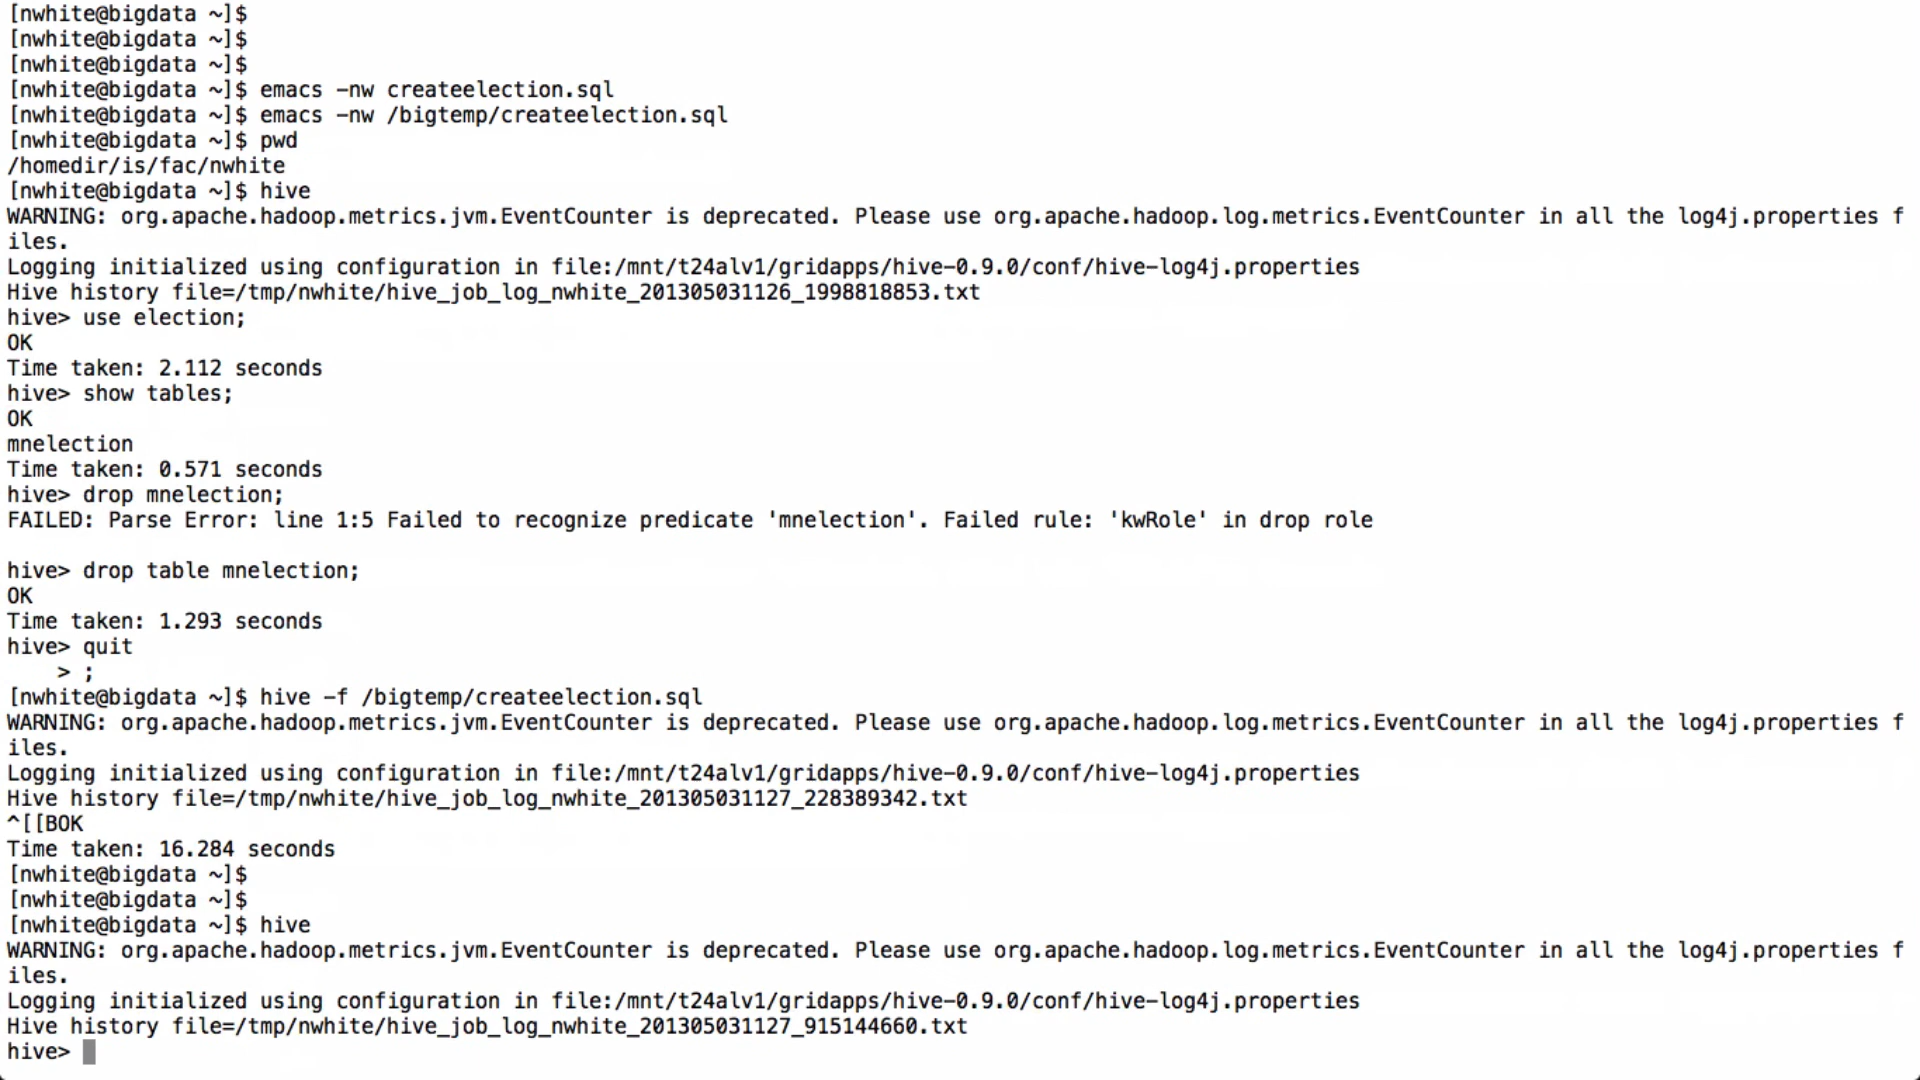 [nwhite@bigdata ~]$
[nwhite@bigdata ~]$
[nwhite@bigdata ~]$
[nwhite@bigdata ~]$ emacs -nw createelection.sql
[nwhite@bigdata ~]$ emacs -nw /bigtemp/createelection.sql
[nwhite@bigdata ~]$ pwd
/homedir/is/fac/nwhite
[nwhite@bigdata ~]$ hive
WARNING: org.apache.hadoop.metrics.jvm.EventCounter is deprecated. Please use org.apache.hadoop.log.metrics.EventCounter in all the log4j.properties f
iles.
Logging initialized using configuration in file:/mnt/t24alv1/gridapps/hive-0.9.0/conf/hive-log4j.properties
Hive history file=/tmp/nwhite/hive_job_log_nwhite_201305031126_1998818853.txt
hive> use election;
OK
Time taken: 2.112 seconds
hive> show tables;
OK
mnelection
Time taken: 0.571 seconds
hive> drop mnelection;
FAILED: Parse Error: line 1:5 Failed to recognize predicate 'mnelection'. Failed rule: 'kwRole' in drop role
hive> drop table mnelection;
OK
Time taken: 1.293 seconds
hive> quit
    > ;
[nwhite@bigdata ~]$ hive -f /bigtemp/createelection.sql
WARNING: org.apache.hadoop.metrics.jvm.EventCounter is deprecated. Please use org.apache.hadoop.log.metrics.EventCounter in all the log4j.properties f
iles.
Logging initialized using configuration in file:/mnt/t24alv1/gridapps/hive-0.9.0/conf/hive-log4j.properties
Hive history file=/tmp/nwhite/hive_job_log_nwhite_201305031127_228389342.txt
^[[BOK
Time taken: 16.284 seconds
[nwhite@bigdata ~]$
[nwhite@bigdata ~]$
[nwhite@bigdata ~]$ hive
WARNING: org.apache.hadoop.metrics.jvm.EventCounter is deprecated. Please use org.apache.hadoop.log.metrics.EventCounter in all the log4j.properties f
iles.
Logging initialized using configuration in file:/mnt/t24alv1/gridapps/hive-0.9.0/conf/hive-log4j.properties
Hive history file=/tmp/nwhite/hive_job_log_nwhite_201305031127_915144660.txt
hive>